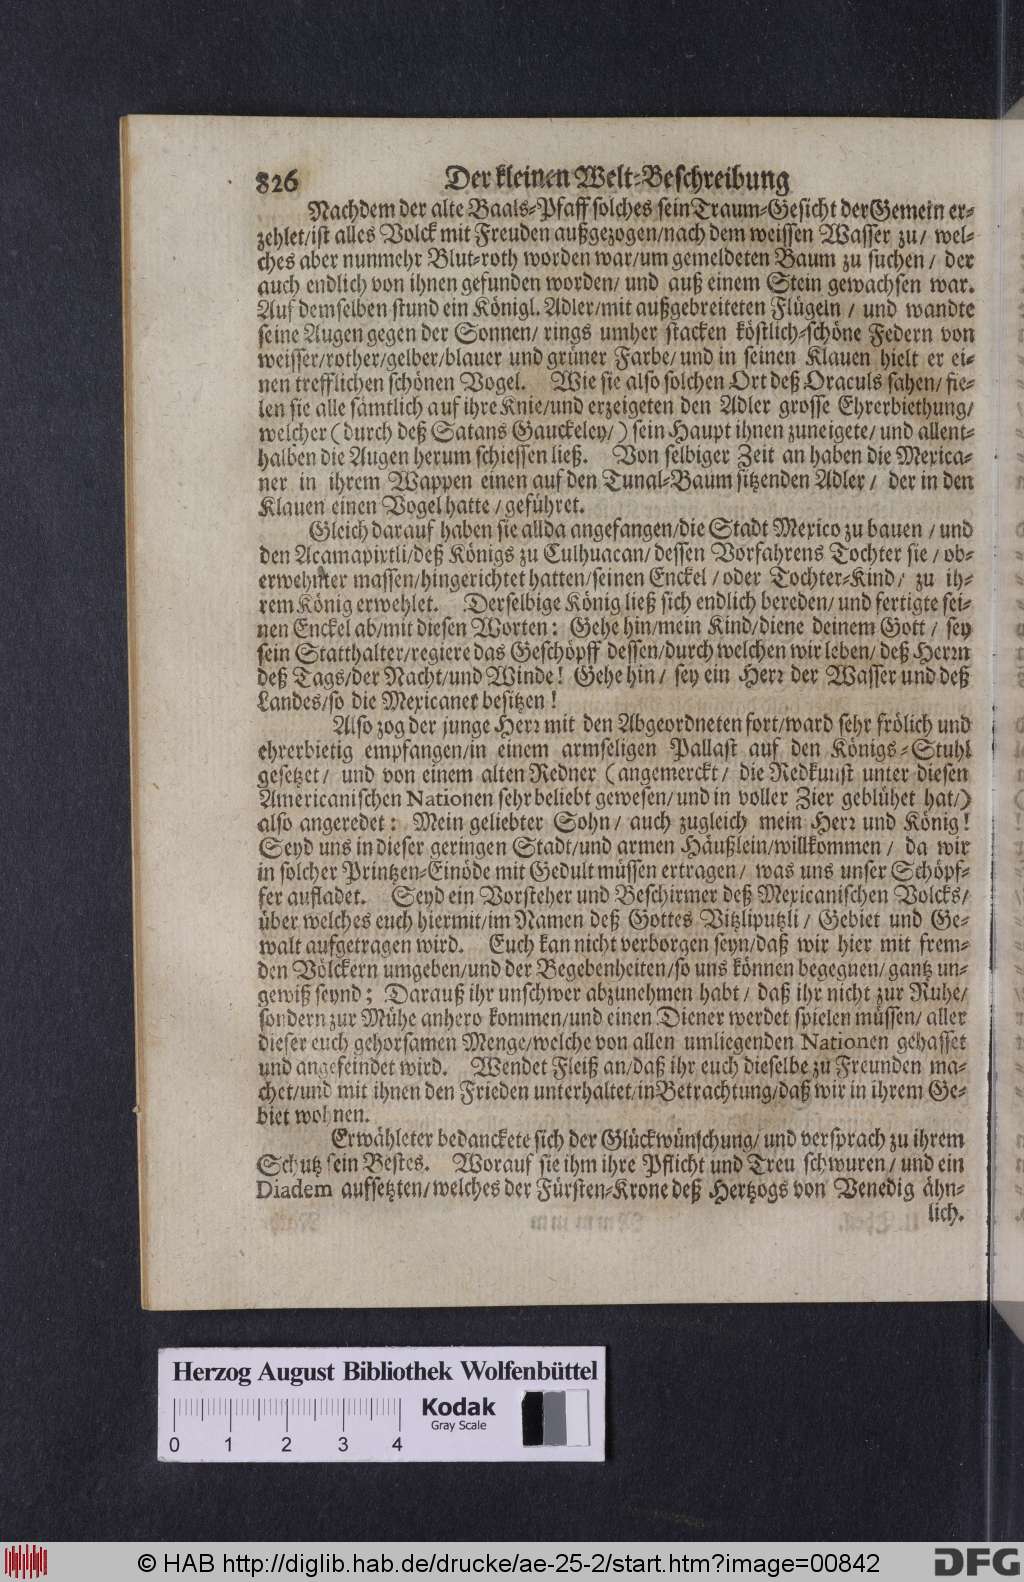 826 Der kleinen Welt-Beschreibung
Nachdem der alte Baals-Pfaff solches sein Traum-Gesicht der Gemein er-
zehlet/ist alles Volck mit Freuden außgezogen/nach dem weissen Wasser zu/ wel-
ches aber nunmehr Blut-roth worden war/um gemeldeten Baum zu suchen/ der
auch endlich von ihnen gefunden worden/ und auß einem Stein gewachsen war.
Auf demselben stund ein Königl. Adler/mit außgebreiteten Flügeln / und wandte
seine Augen gegen der Sonnen/ rings umher stacken köstlich-schöne Federn von
weisser/rother/gelber/blauer und grüner Farbe/und in seinen Klauen hielt er ei-
nen trefflichen schönen Vogel. Wie sie also solchen Ort deß Oraculs sahen/ fie-
len sie alle sämtlich auf ihre Knie/und erzeigeten den Adler grosse Ehrerbiethung/
welcher (durch deß Satans Gauckeley/) sein Haupt ihnen zuneigete/ und allent-
halben die Augen herum schiessen ließ. Von selbiger Zeit an haben die Mexica-
ner in ihrem Wappen einen auf den Tunal-Baum sitzenden Adler / der in den
Klauen einen Vogel hatte / geführet.
Gleich darauf haben sie allda angefangen/die Stadt Mexico zu bauen / und
den Acamapixtli/deß Königs zu Culhuacan/ dessen Vorfahrens Tochter sie / ob-
erwehnter massen/hingerichtet hatten/seinen Enckel / oder Tochter-Kind/ zu ih-
rem König erwehlet. Derselbige König ließ sich endlich bereden/ und fertigte sei-
nen Enckel ab/mit diesen Worten: Gehe hin/mein Kind/diene deinem Gott / sey
sein Statthalter/regiere das Geschöpff dessen/durch welchen wir leben/ deß Herrn
deß Tags/der Nacht/und Winde! Gehe hin/ sey ein Herr der Wasser und deß
Landes/so die Mexicaner besitzen!
Also zog der junge Herr mit den Abgeordneten fort/ward sehr frölich und
ehrerbietig empfangen/in einem armseligen Pallast auf den Königs-Stuhl
gesetzet/ und von einem alten Redner (angemerckt/ die Redkunst unter diesen
Americanischen Nationen sehr beliebt gewesen/und in voller Zier geblühet hat/)
also angeredet: Mein geliebter Sohn/ auch zugleich mein Herr und König!
Seyd uns in dieser geringen Stadt/und armen Häußlein/willkommen / da wir
in solcher Printzen-Einöde mit Gedult müssen ertragen/ was uns unser Schöpf-
fer aufladet. Seyd ein Vorsteher und Beschirmer deß Mexicanischen Volcks/
über welches euch hiermit/im Namen deß Gottes Vitzliputzli / Gebiet und Ge-
walt aufgetragen wird. Euch kan nicht verborgen seyn/daß wir hier mit frem-
den Völckern umgeben/und der Begebenheiten/so uns können begegnen/ gantz un-
gewiß seynd; Darauß ihr unschwer abzunehmen habt / daß ihr nicht zur Ruhe/
sondern zur Mühe anhero kommen/und einen Diener werdet spielen müssen/ aller
dieser euch gehorsamen Menge/welche von allen umliegenden Nationen gehasset
und angefeindet wird. Wendet Fleiß an/daß ihr euch dieselbe zu Freunden ma-
chet/und mit ihnen den Frieden unterhaltet/in Betrachtung/daß wir in ihrem Ge-
biet wohnen.
Erwähleter bedanckete sich der Glückwünschung/ und versprach zu ihrem
Schutz sein Bestes. Worauf sie ihm ihre Pflicht und Treu schwuren/ und ein
Diadem aufsetzten/welches der Fürsten-Krone deß Hertzogs von Venedig ähn-
lich.
Herzog August Bibliothek Wolfenbüttel
Kodak
Gray Scale
0 1 2 3 4
© HAB http://diglib.hab.de/drucke/ae-25-2/start.htm?image=00842
DFG